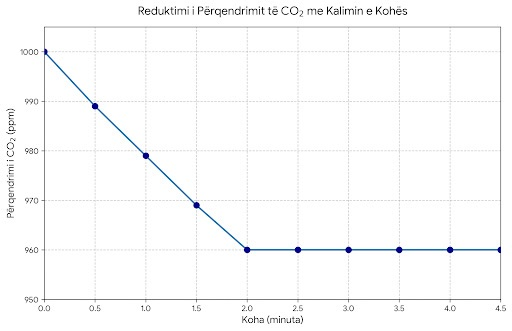 Reduktimi i Përqendrimit të CO₂ me Kalimin e Kohës
Përqendrimi i CO₂ (ppm)
1000
990
980
970
960
950
0.0 0.5 1.0 1.5 2.0 2.5 3.0 3.5 4.0 4.5
Koha (minuta)